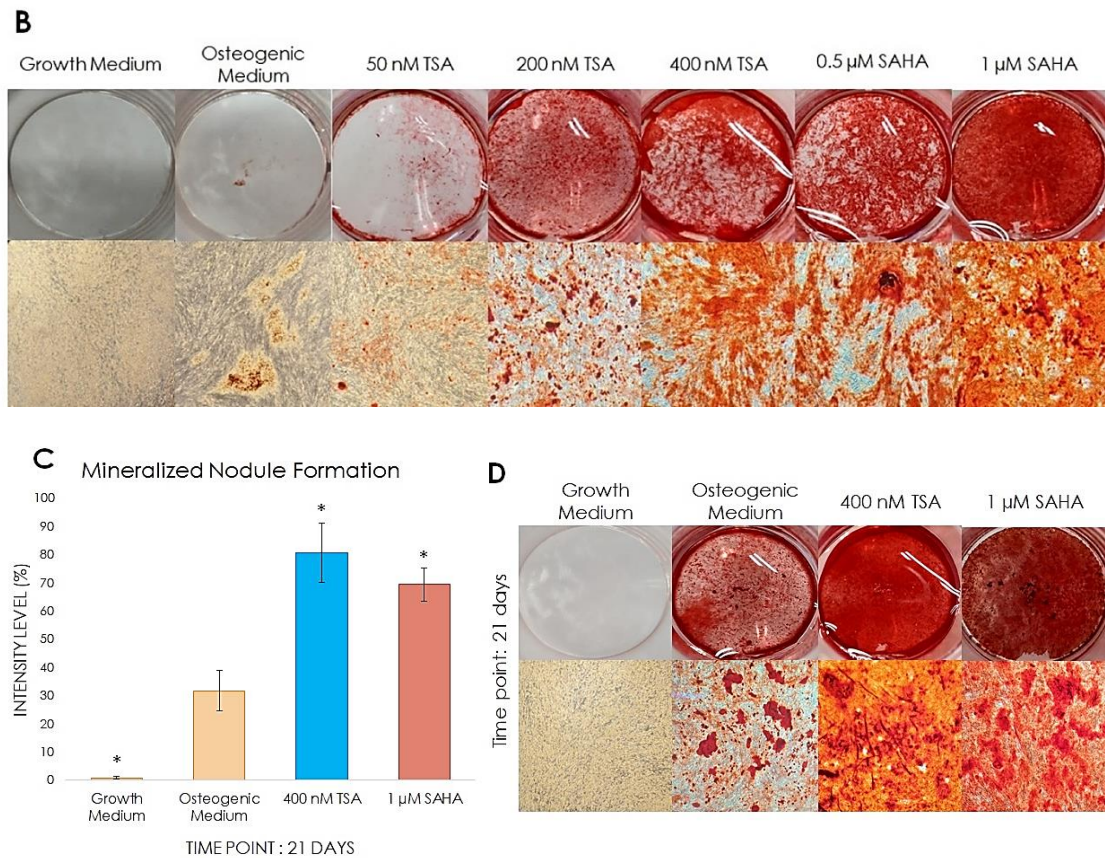 B
Growth Medium
Osteogenic
Medium
50 nM TSA
200 nM TSA
400 nM TSA
0.5 µM SAHA
1 µM SAHA
C
Mineralized Nodule Formation
INTENSITY LEVEL (%)
100
90
80
70
60
50
40
30
20
10
0
*
*
*
Growth
Medium
Osteogenic
Medium
400 nM TSA
1 µM SAHA
TIME POINT : 21 DAYS
D
Growth
Medium
Osteogenic
Medium
400 nM TSA
1 µM SAHA
Time point: 21 days